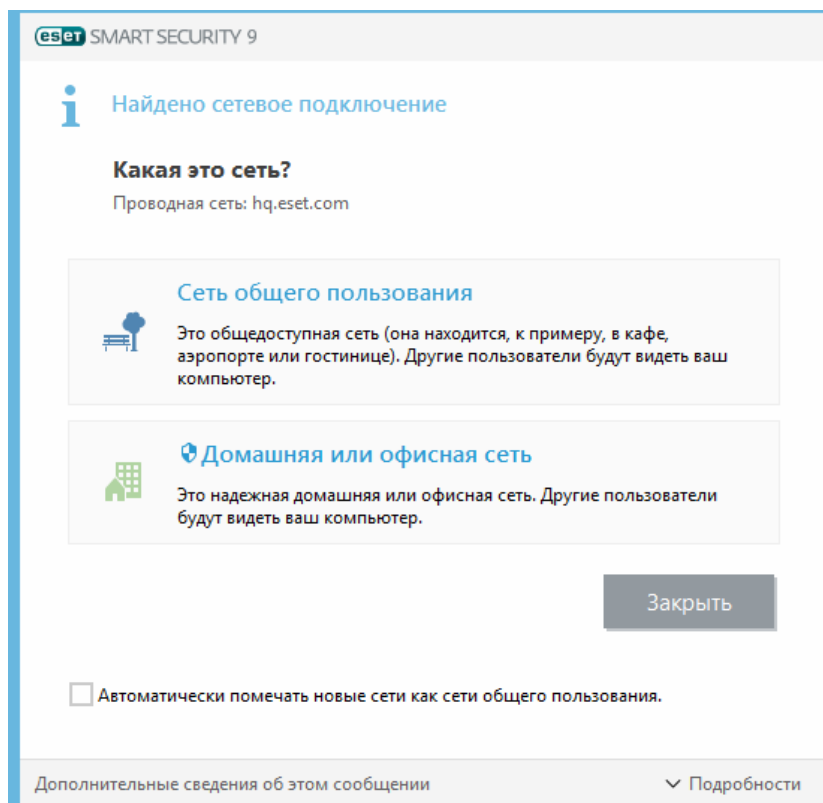 eset SMART SECURITY 9
Найдено сетевое подключение
Какая это сеть?
Проводная сеть: hq.eset.com
Сеть общего пользования
Это общедоступная сеть (она находится, к примеру, в кафе,
аэропорте или гостинице). Другие пользователи будут видеть ваш
компьютер.
Домашняя или офисная сеть
Это надежная домашняя или офисная сеть. Другие пользователи
будут видеть ваш компьютер.
Закрыть
Автоматически помечать новые сети как сети общего пользования.
Дополнительные сведения об этом сообщении
Подробности